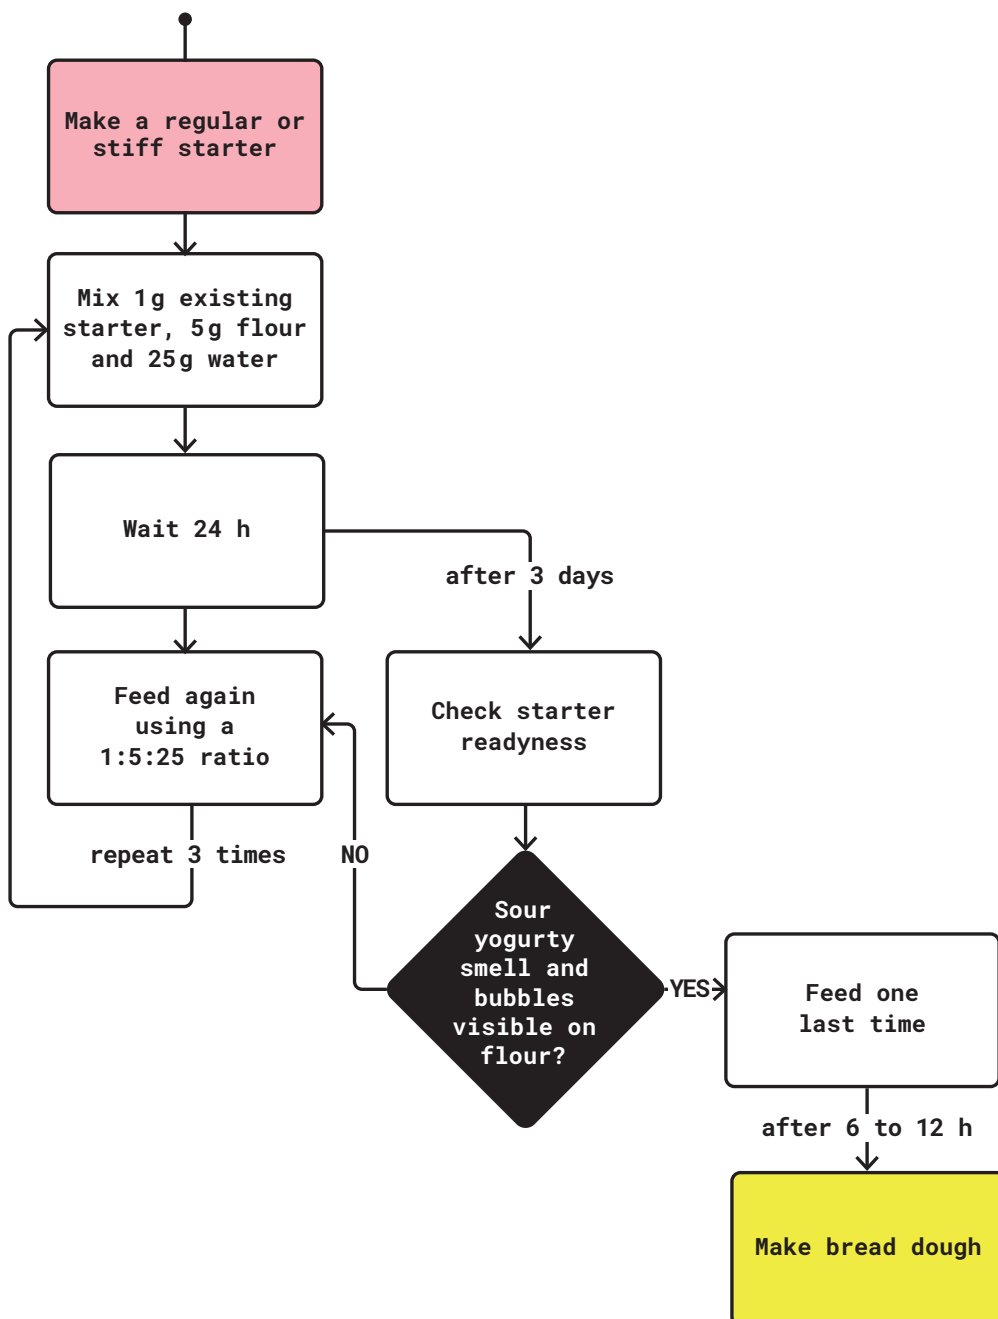 Make a regular or
stiff starter
Mix 1g existing
starter, 5g flour
and 25g water
Wait 24 h
after 3 days
Feed again
using a
1:5:25 ratio
Check starter
readyness
repeat 3 times
NO
Sour
yogurty
smell and
bubbles
visible on
flour?
YES
Feed one
last time
after 6 to 12 h
Make bread dough